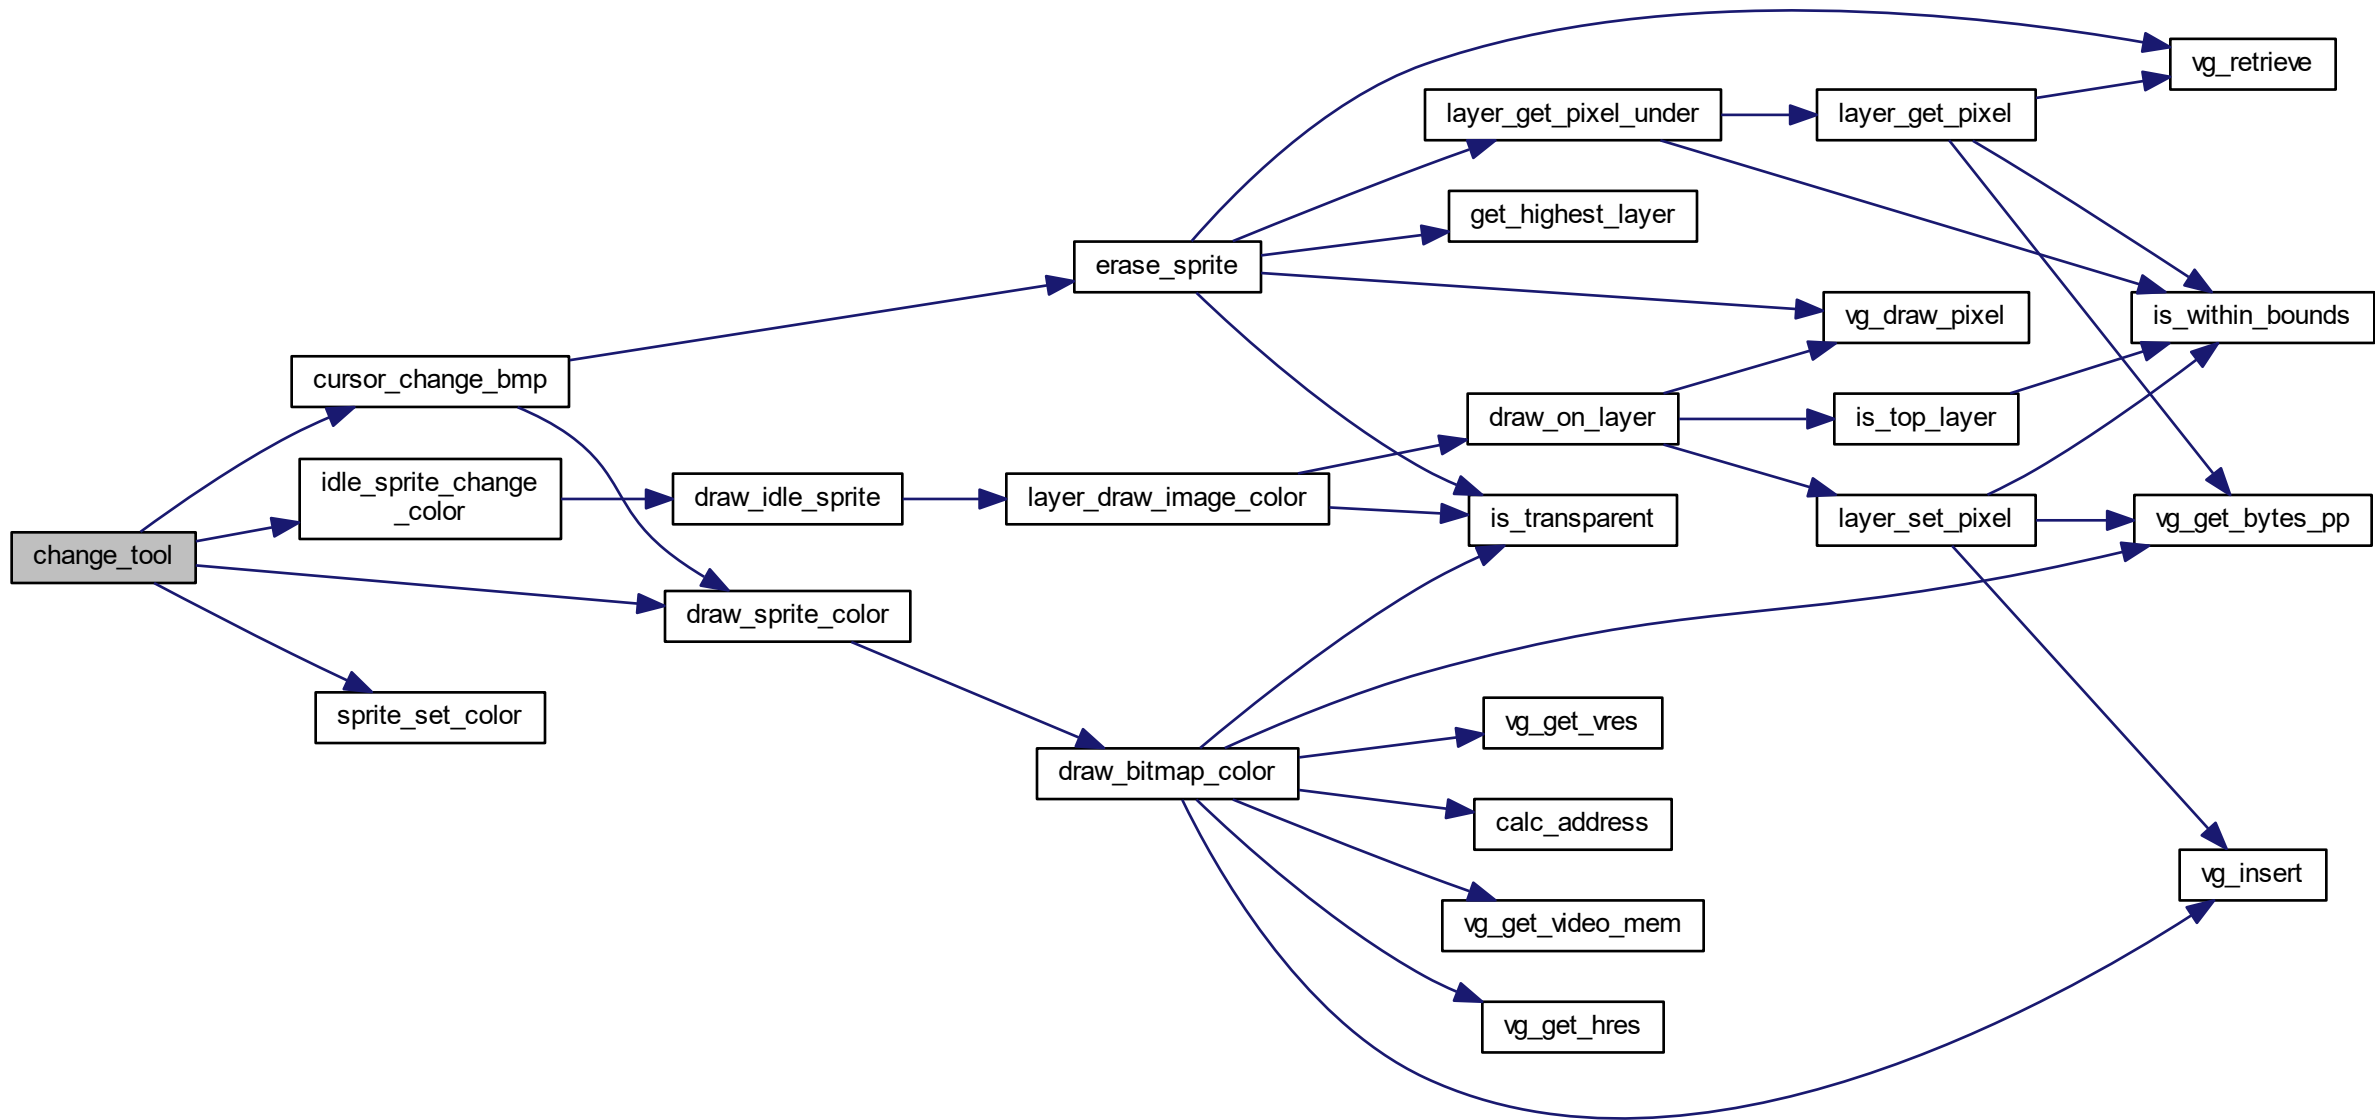 change_tool
cursor_change_bmp
idle_sprite_change
_color
draw_sprite_color
sprite_set_color
draw_idle_sprite
erase_sprite
layer_draw_image_color
draw_bitmap_color
layer_get_pixel_under
get_highest_layer
draw_on_layer
is_transparent
vg_get_vres
calc_address
vg_get_video_mem
vg_get_hres
layer_get_pixel
vg_draw_pixel
is_top_layer
layer_set_pixel
vg_retrieve
is_within_bounds
vg_get_bytes_pp
vg_insert